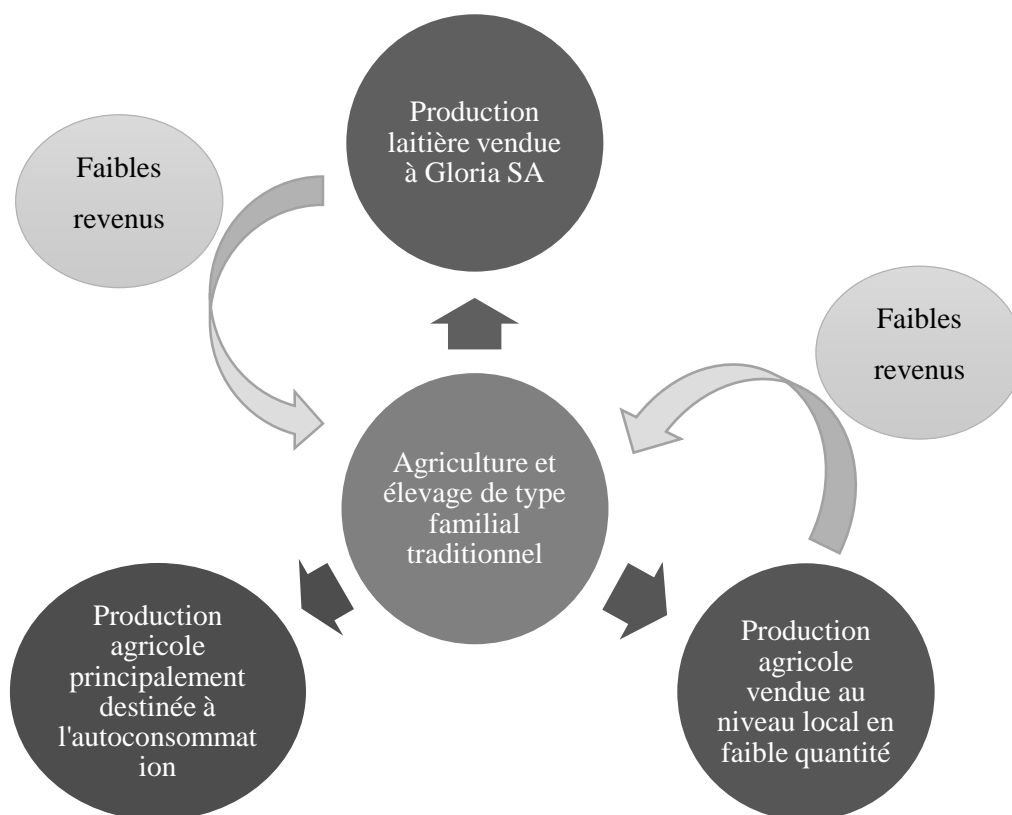 Production
laitière vendue
à Gloria SA
Faibles
revenus
Faibles
revenus
Agriculture et
élevage de type
familial
traditionnel
Production
agricole
principalement
destinée à
l'autoconsommat
ion
Production
agricole
vendue au
niveau local en
faible quantité